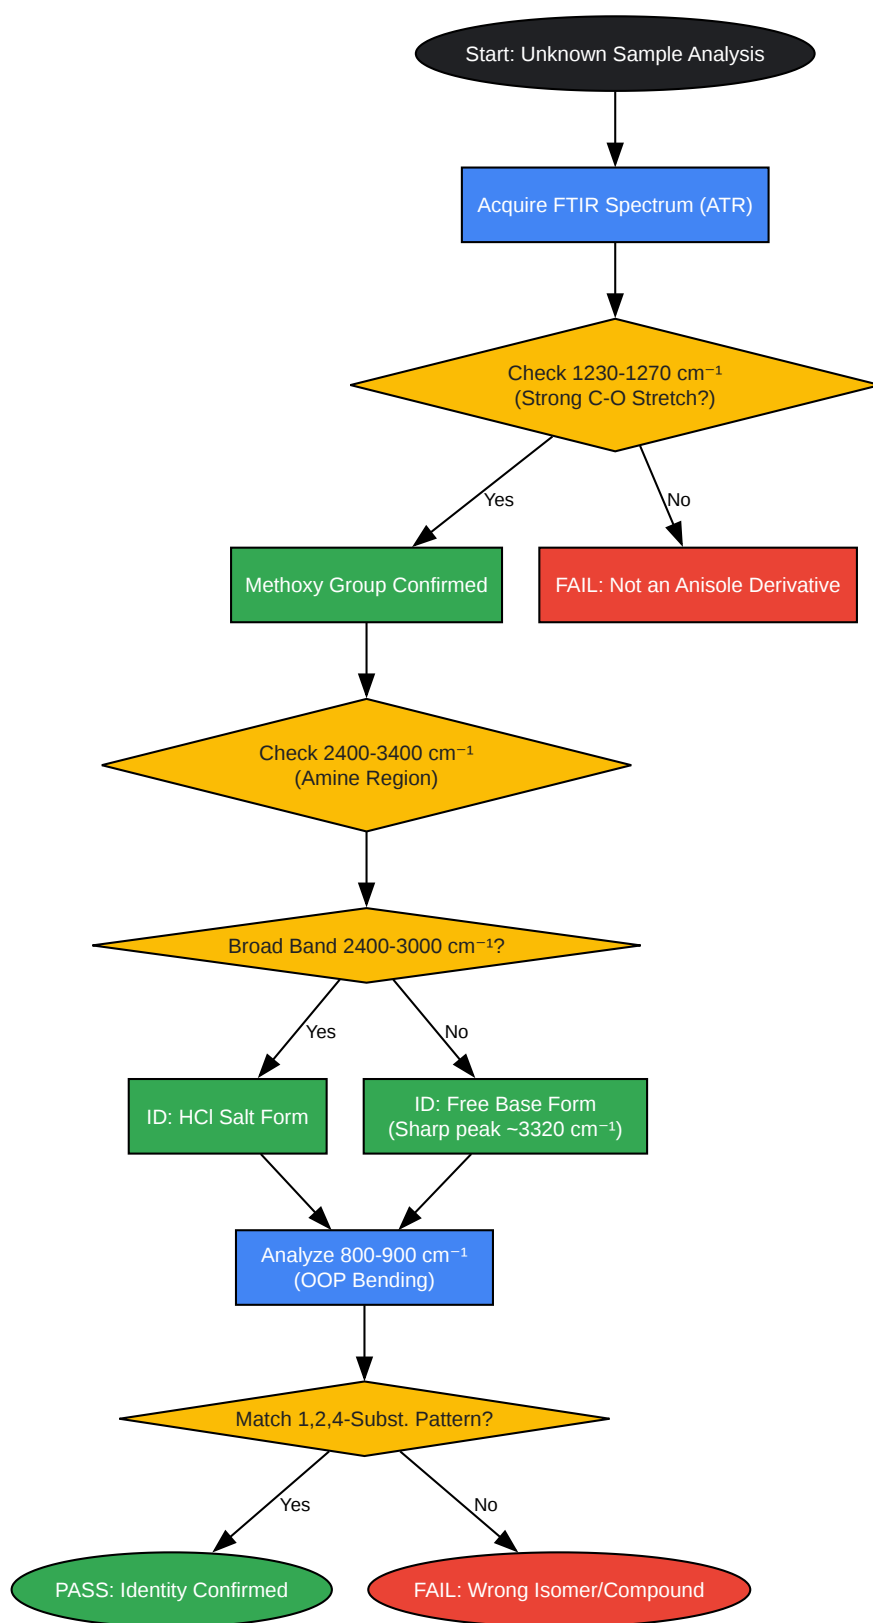 Start: Unknown Sample Analysis
Acquire FTIR Spectrum (ATR)
Check 1230-1270 cm⁻¹
(Strong C-O Stretch?)
Yes
No
Methoxy Group Confirmed
FAIL: Not an Anisole Derivative
Check 2400-3400 cm⁻¹
(Amine Region)
Broad Band 2400-3000 cm⁻¹?
Yes
No
ID: HCl Salt Form
ID: Free Base Form
(Sharp peak ~3320 cm⁻¹)
Analyze 800-900 cm⁻¹
(OOP Bending)
Match 1,2,4-Subst. Pattern?
Yes
No
PASS: Identity Confirmed
FAIL: Wrong Isomer/Compound